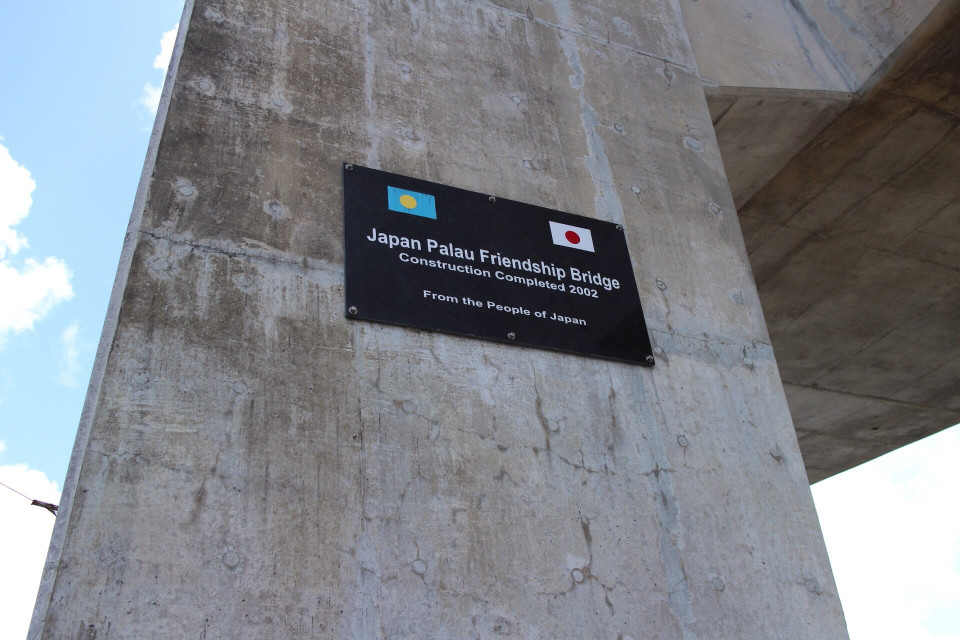 Japan Palau Friendship Bridge
Construction Completed 2002
From the People of Japan